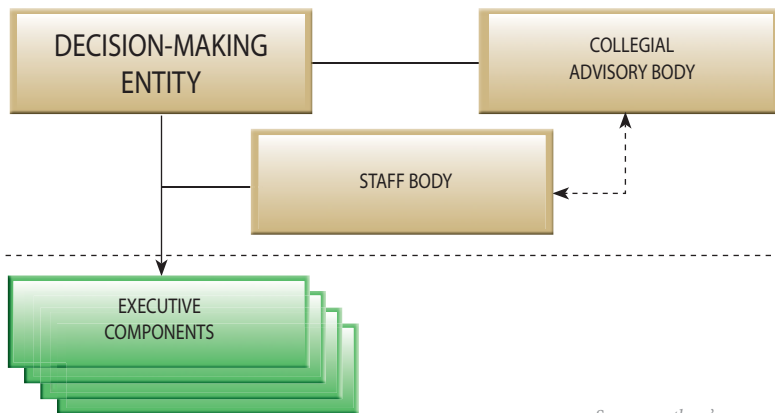 DECISION-MAKING
ENTITY
COLLEGIAL
ADVISORY BODY
STAFF BODY
EXECUTIVE
COMPONENTS